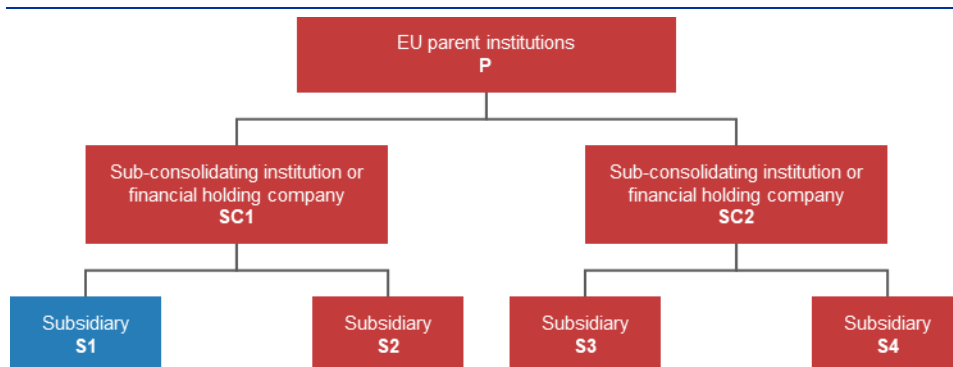 EU parent institutions
P
Sub-consolidating institution or
financial holding company
SC1
Sub-consolidating institution or
financial holding company
SC2
Subsidiary
S1
Subsidiary
S2
Subsidiary
S3
Subsidiary
S4